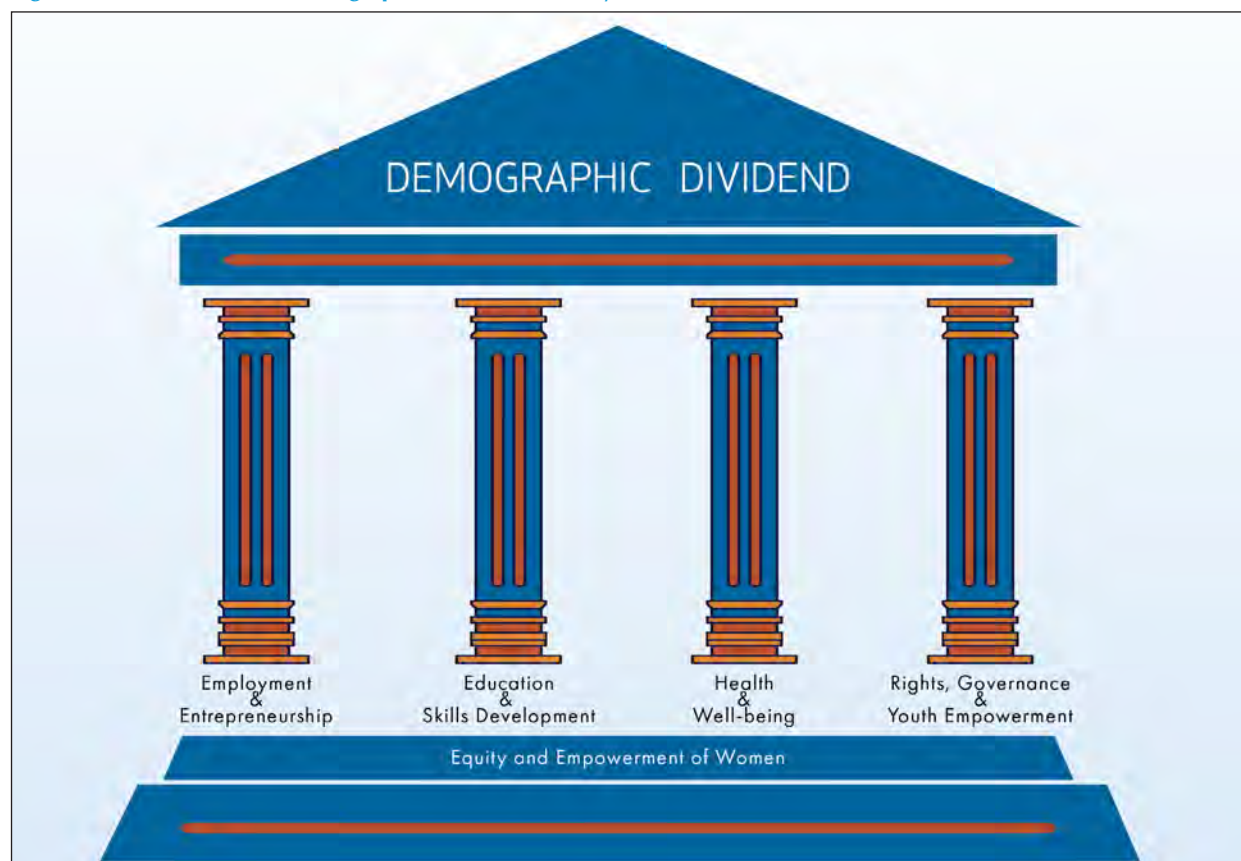 DEMOGRAPHIC DIVIDEND
Employment
&
Entrepreneurship
Education
&
Skills Development
Health
&
Well-being
Rights, Governance
&
Youth Empowerment
Equity and Empowerment of Women